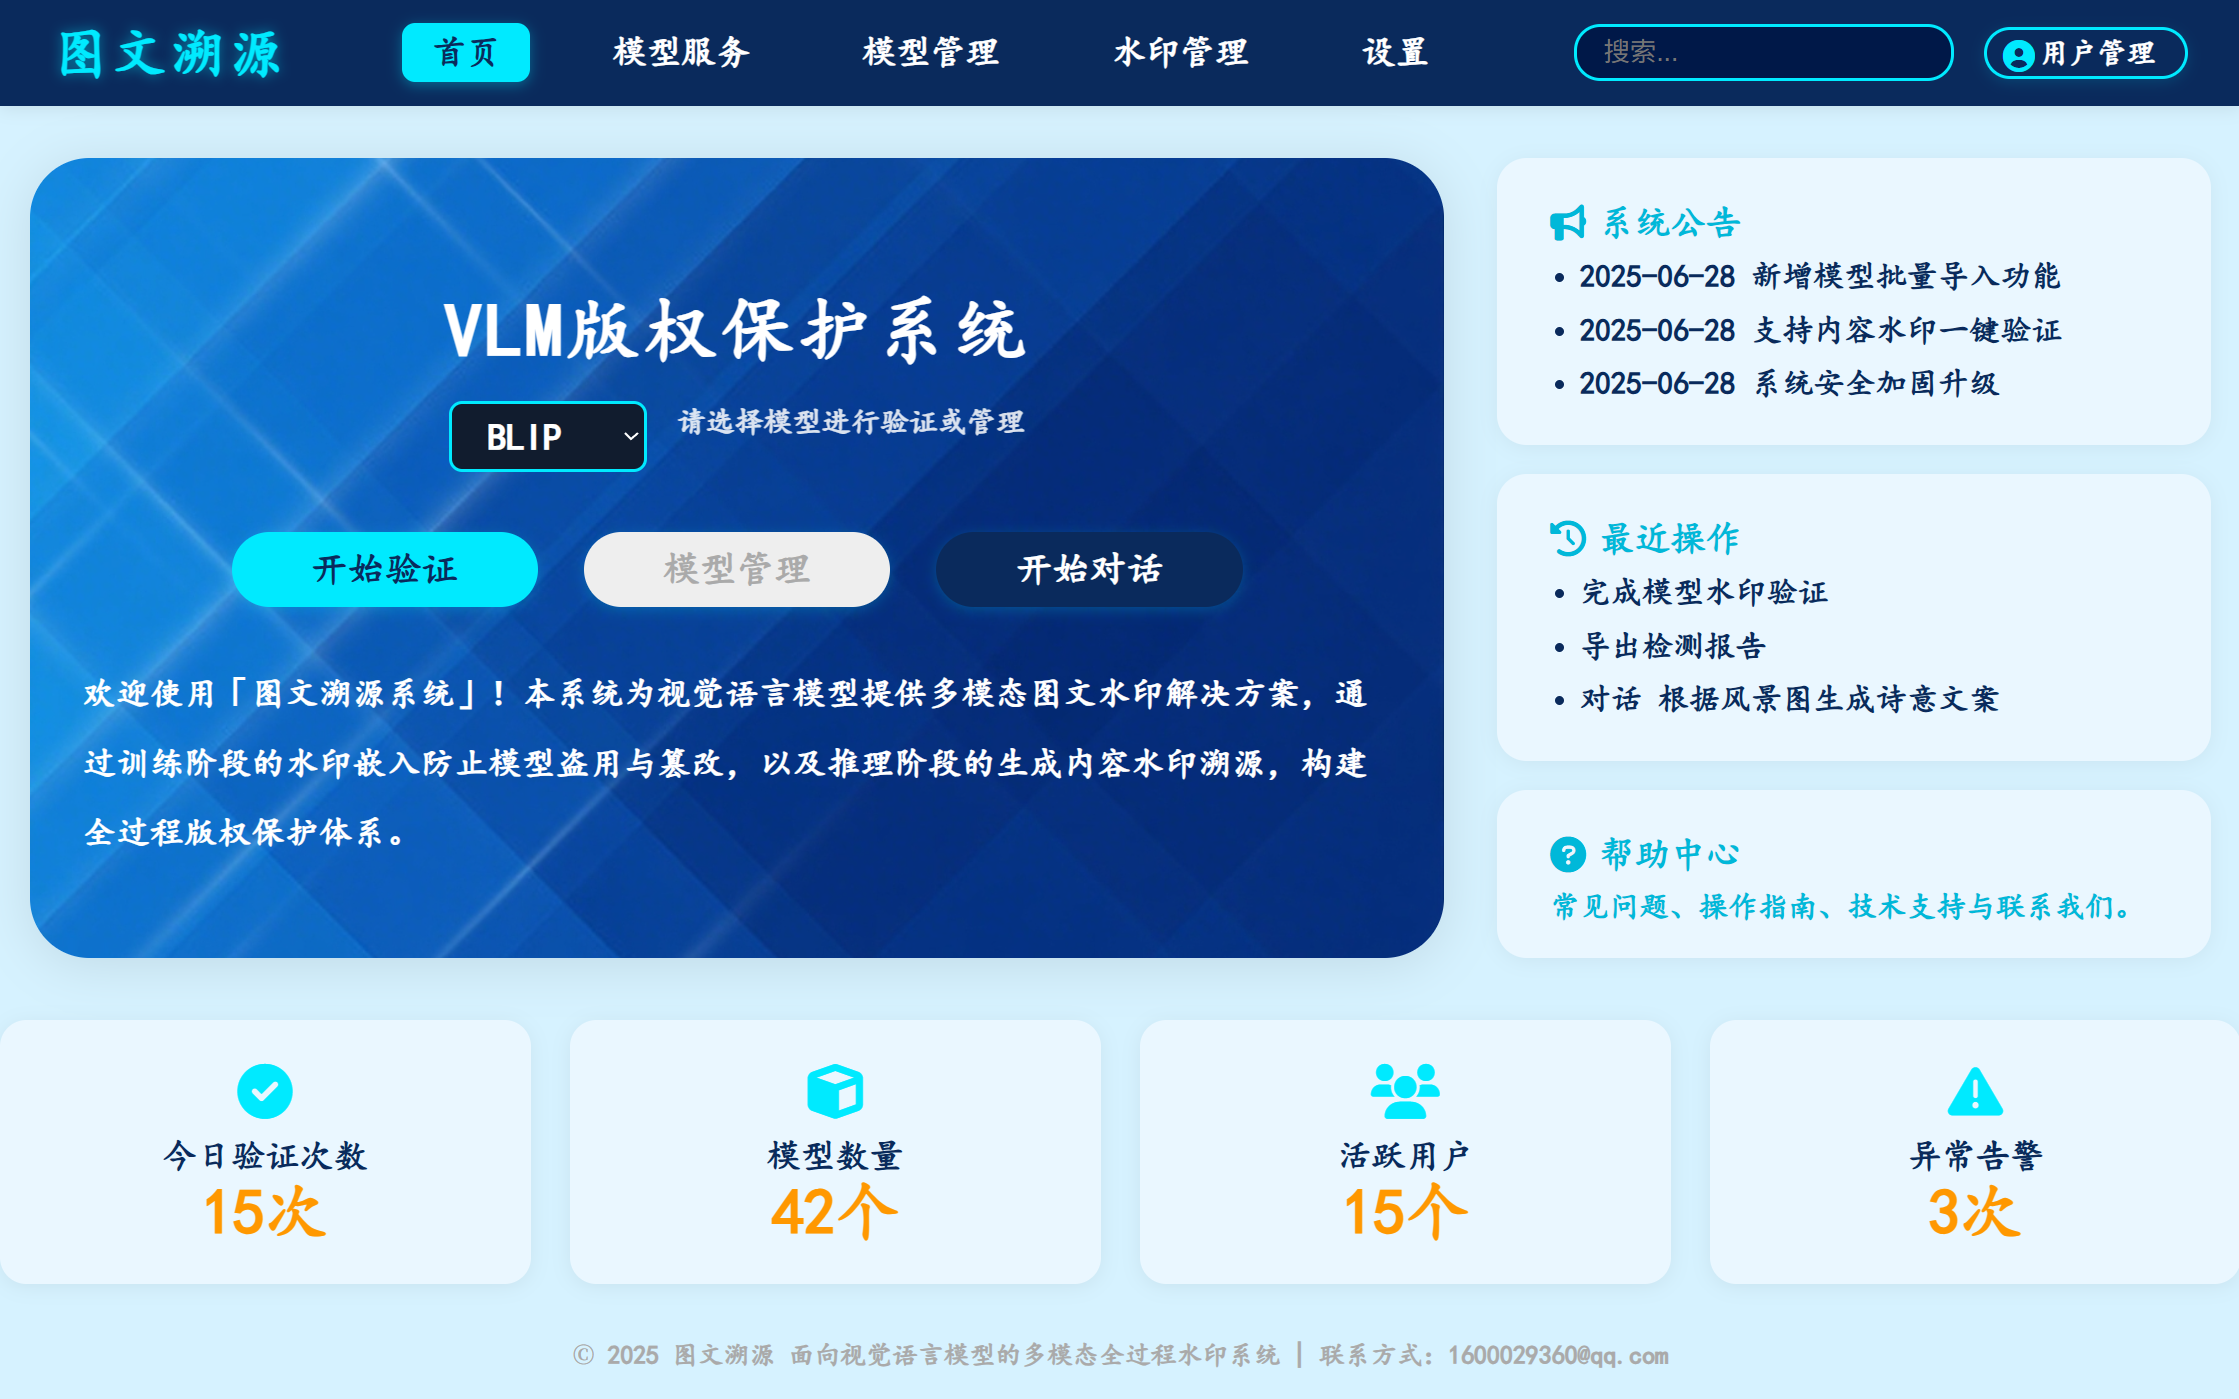 图文溯源
首页
模型服务
模型管理
水印管理
设置
搜索...
用户管理
VLM版权保护系统
BLIP
请选择模型进行验证或管理
开始验证
模型管理
开始对话
欢迎使用「图文溯源系统」！本系统为视觉语言模型提供多模态图文水印解决方案，通
过训练阶段的水印嵌入防止模型盗用与篡改，以及推理阶段的生成内容水印溯源，构建
全过程版权保护体系。
系统公告
2025-06-28 新增模型批量导入功能
2025-06-28 支持内容水印一键验证
2025-06-28 系统安全加固升级
最近操作
完成模型水印验证
导出检测报告
对话 根据风景图生成诗意文案
帮助中心
常见问题、操作指南、技术支持与联系我们。
今日验证次数
15次
模型数量
42个
活跃用户
15个
异常告警
3次
© 2025 图文溯源 面向视觉语言模型的多模态全过程水印系统 | 联系方式：1600029360@qq.com